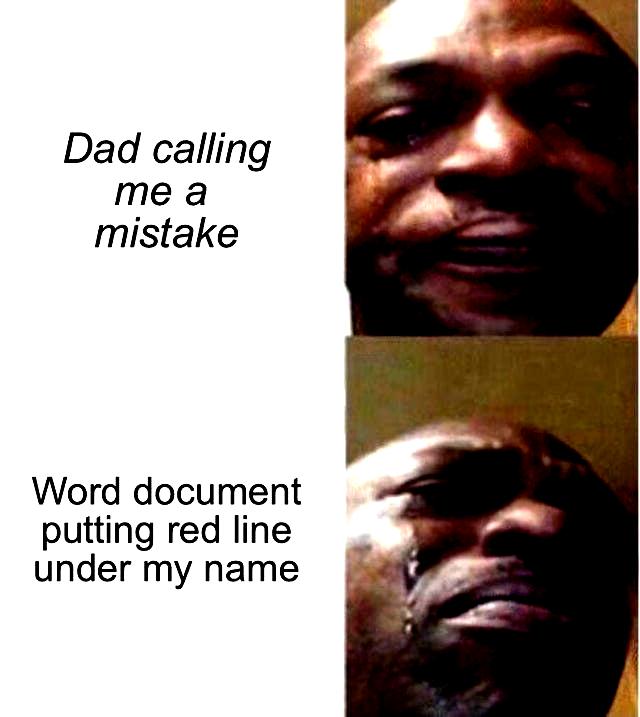 Dad calling
me a
mistake
Word document
putting red line
under my name